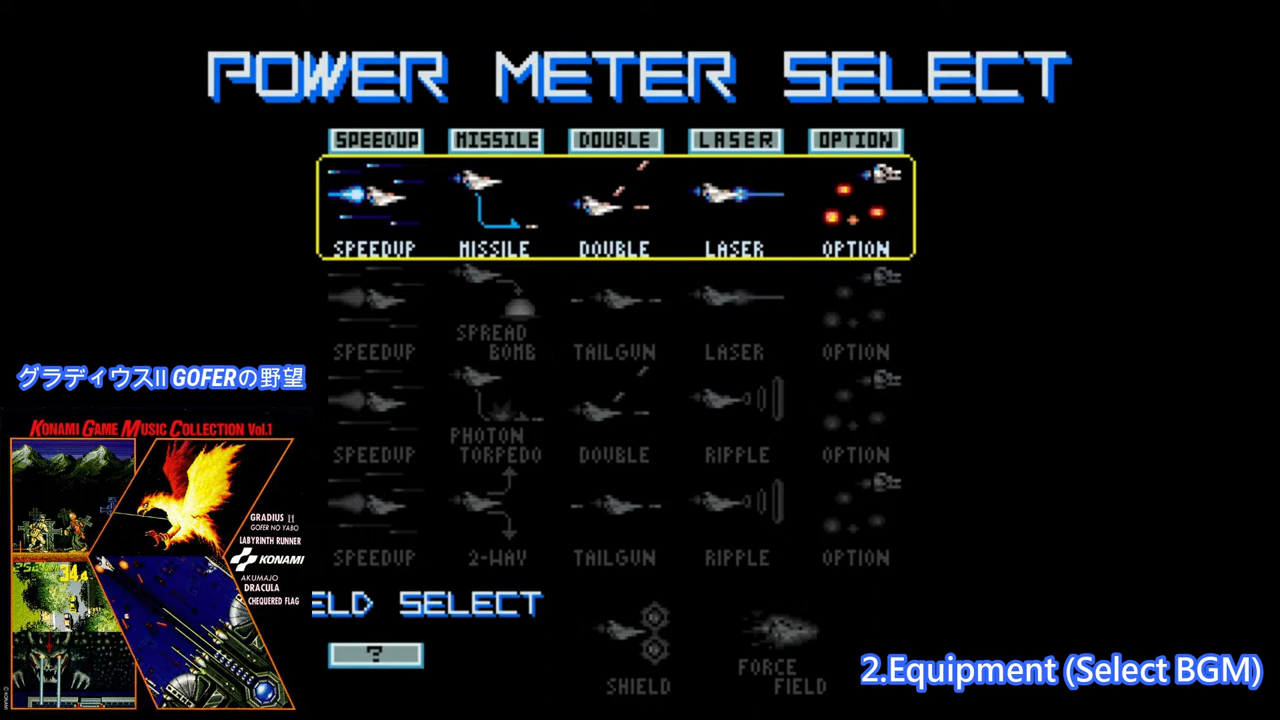 POWER METER SELECT
SPEEDUP MISSILE DOUBLE LASER OPTION
SPEEDUP MISSILE DOUBLE LASER OPTION
SPREAD
SPEEDUP BOMB TAILGUN LASER OPTION
PHOTON
SPEEDUP TORPEDO DOUBLE RIPPLE OPTION
SPEEDUP 2-WAY TAILGUN RIPPLE OPTION
グラディウスII GOFERの野望
KONAMI GAME MUSIC COLLECTION Vol.1
GRADIUS II
GOFER NO YABO
LABYRINTH RUNNER
KONAMI
AKUMAJO
DRACULA
CHEQUERED FLAG
ELD SELECT
?
SHIELD
FORCE
FIELD
2.Equipment (Select BGM)